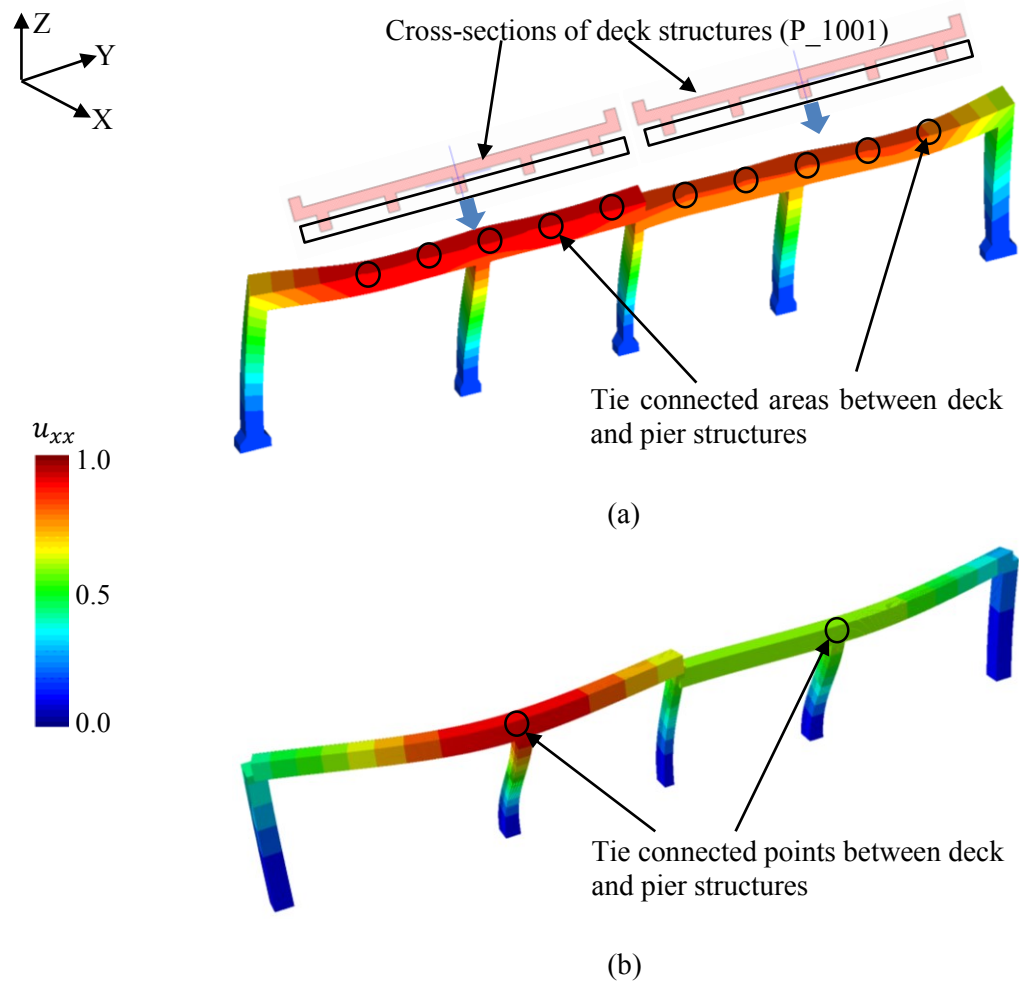 Z
Y
X
Cross-sections of deck structures (P_1001)
Tie connected areas between deck
and pier structures
u_xx
1.0
0.5
0.0
(a)
Tie connected points between deck
and pier structures
(b)